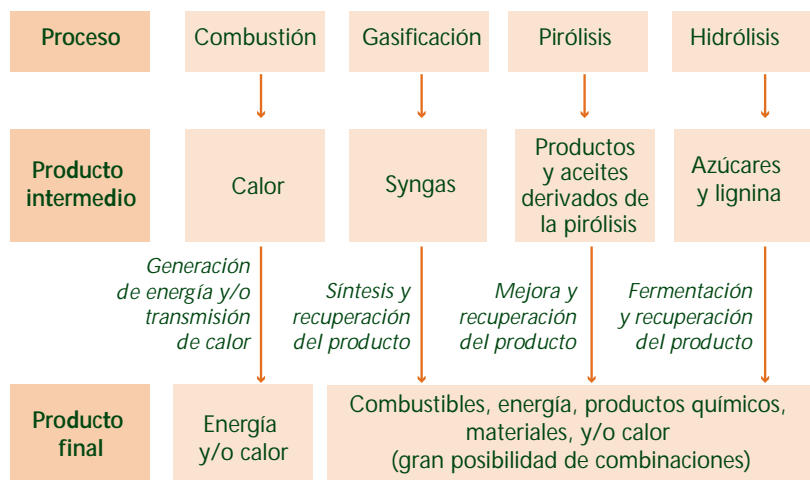 Proceso
Combustión
Gasificación
Pirólisis
Hidrólisis
Producto
intermedio
Calor
Syngas
Productos
y aceites
derivados de
la pirólisis
Azúcares
y lignina
Generación
de energía y/o
transmisión
de calor
Síntesis y
recuperación
del producto
Mejora y
recuperación
del producto
Fermentación
y recuperación
del producto
Producto
final
Energía
y/o calor
Combustibles, energía, productos químicos,
materiales, y/o calor
(gran posibilidad de combinaciones)